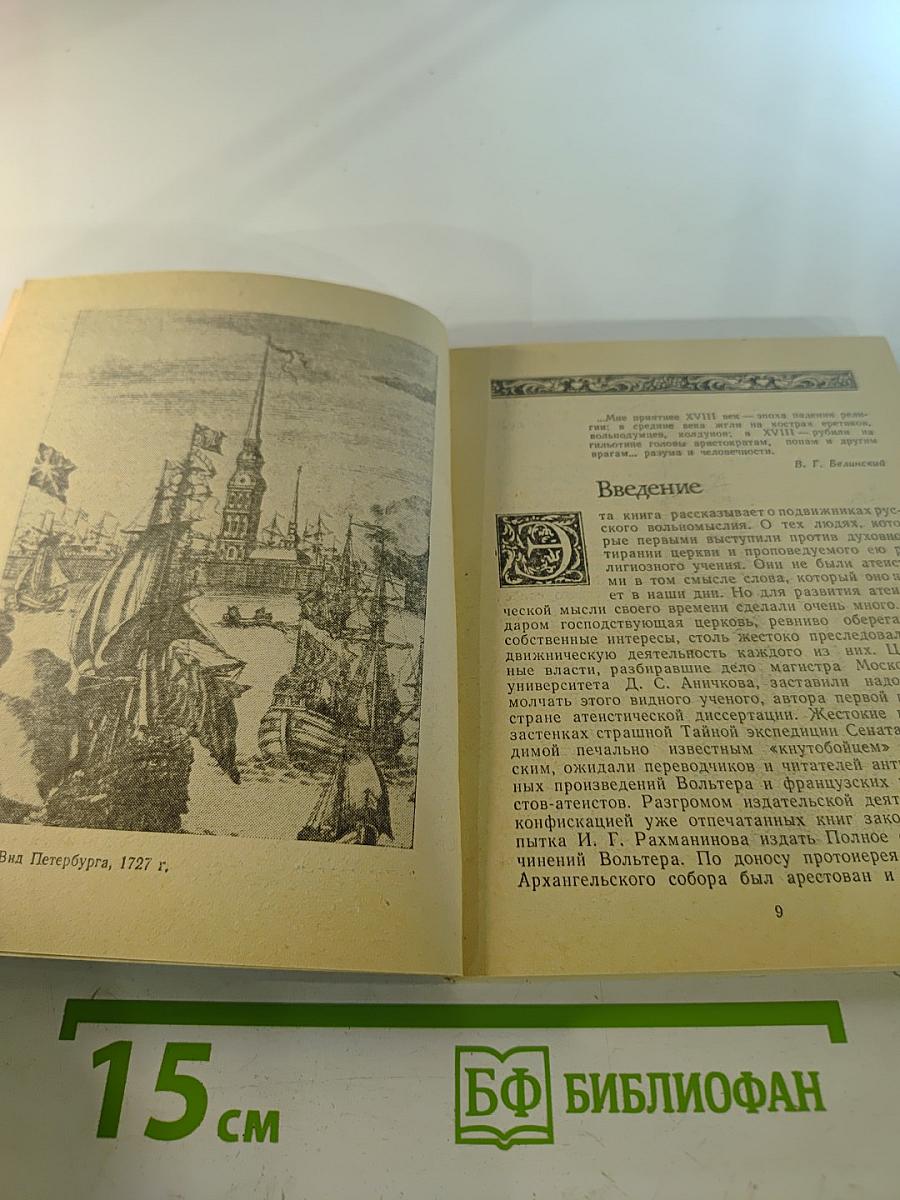 Вид Петербурга, 1727 г.
...Мне приятнее XVIII век — эпоха падения рели-
гии: в средние века жгли на кострах еретиков,
вольнодумцев, колдунов; в XVIII — рубили на
гильотине головы аристократам, попам и другим
врагам... разума и человечности.
В. Г. Белинский
Введение
Эта книга рассказывает о подвижниках рус-
ского вольномыслия. О тех людях, кото-
рые первыми выступили против духовно
тирании церкви и проповедуемого ею р
лигиозного учения. Они не были атеис
ми в том смысле слова, который оно и
ет в наши дни. Но для развития атеи
ческой мысли своего времени сделали очень много.
даром господствующая церковь, ревниво оберега
собственные интересы, столь жестоко преследовал
движническую деятельность каждого из них. Ц
ные власти, разбиравшие дело магистра Моско
университета Д. С. Аничкова, заставили надо
молчать этого видного ученого, автора первой
стране атеистической диссертации. Жестокие
застенках страшной Тайной экспедиции Сената
димой печально известным «кнутобойцем»
ским, ожидали переводчиков и читателей анти
ных произведений Вольтера и французских
стов-атеистов. Разгромом издательской деят
конфискацией уже отпечатанных книг зако
пытка И. Г. Рахманинова издать Полное
чинений Вольтера. По доносу протоиерея
Архангельского собора был арестован и
9
15 см
БФ БИБЛИОФАН